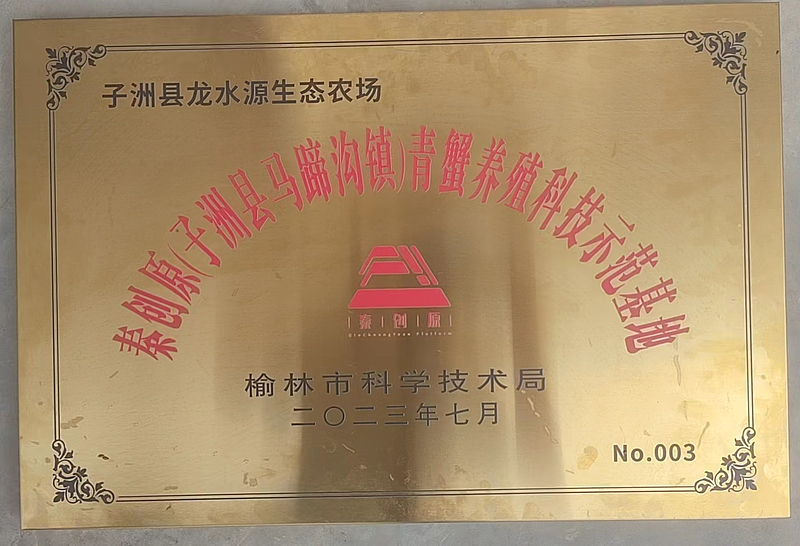 子洲县龙水源生态农场
秦创原(子洲县马蹄沟镇)青蟹养殖科技示范基地
秦 | 创 | 原
QinChuangYuan Platform
榆林市科学技术局
二〇二三年七月
No.003